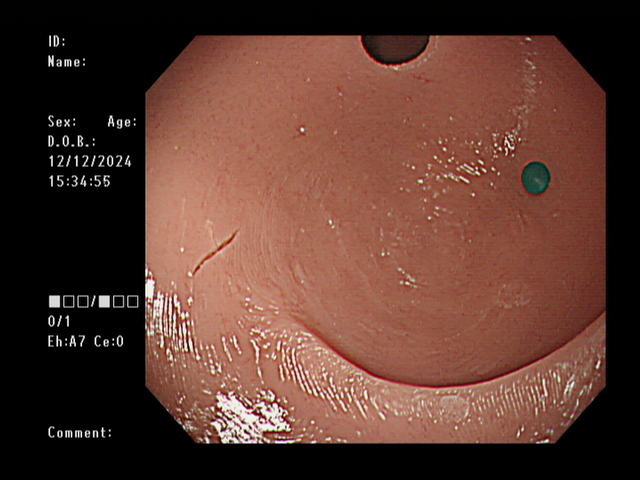 ID:
Name:
Sex: Age:
D.O.B.:
12/12/2024
15:34:55
■□□/■□□
0/1
Eh:A7 Ce:0
Comment: